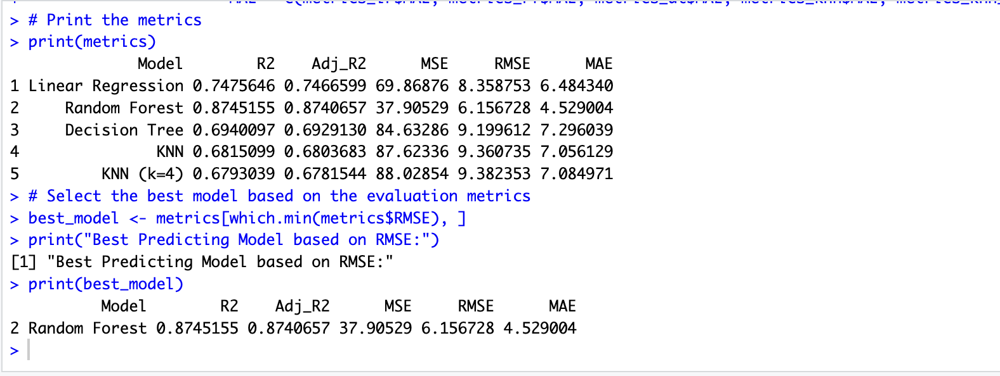 > # Print the metrics
> print(metrics)
Model R2 Adj_R2 MSE RMSE MAE
1 Linear Regression 0.7475646 0.7466599 69.86876 8.358753 6.484340
2 Random Forest 0.8745155 0.8740657 37.90529 6.156728 4.529004
3 Decision Tree 0.6940097 0.6929130 84.63286 9.199612 7.296039
4 KNN 0.6815099 0.6803683 87.62336 9.360735 7.056129
5 KNN (k=4) 0.6793039 0.6781544 88.02854 9.382353 7.084971
> # Select the best model based on the evaluation metrics
> best_model <- metrics[which.min(metrics$RMSE), ]
> print("Best Predicting Model based on RMSE:")
[1] "Best Predicting Model based on RMSE:"
> print(best_model)
Model R2 Adj_R2 MSE RMSE MAE
2 Random Forest 0.8745155 0.8740657 37.90529 6.156728 4.529004
>